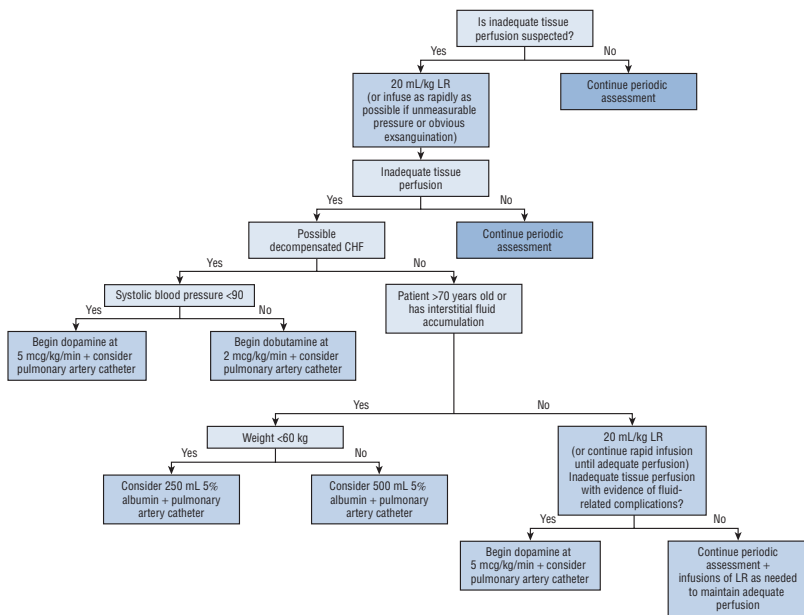 Is inadequate tissue
perfusion suspected?
Yes
No
20 mL/kg LR
(or infuse as rapidly as
possible if unmeasurable
pressure or obvious
exsanguination)
Continue periodic
assessment
Inadequate tissue
perfusion
Yes
No
Possible
decompensated CHF
Continue periodic
assessment
Yes
No
Systolic blood pressure <90
Patient >70 years old or
has interstitial fluid
accumulation
Yes
No
Begin dopamine at
5 mcg/kg/min + consider
pulmonary artery catheter
Begin dobutamine at
2 mcg/kg/min + consider
pulmonary artery catheter
Yes
No
Weight <60 kg
20 mL/kg LR
(or continue rapid infusion
until adequate perfusion)
Inadequate tissue perfusion
with evidence of fluid-
related complications?
Yes
No
Consider 250 mL 5%
albumin + pulmonary
artery catheter
Consider 500 mL 5%
albumin + pulmonary
artery catheter
Yes
No
Begin dopamine at
5 mcg/kg/min + consider
pulmonary artery catheter
Continue periodic
assessment +
infusions of LR as needed
to maintain adequate
perfusion